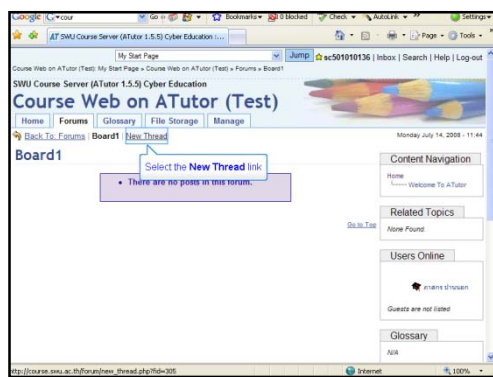 Google C▾cour Go Bookmarks▾ 0 blocked Check ▾ AutoLink ▾ Settings▾
AT SWU Course Server (ATutor 1.5.5) Cyber Education :... Page ▾ Tools ▾
My Start Page Jump sc501010136 | Inbox | Search | Help | Log-out
Course Web on ATutor (Test): My Start Page » Course Web on ATutor (Test) » Forums » Board1
SWU Course Server (ATutor 1.5.5) Cyber Education
Course Web on ATutor (Test)
Home Forums Glossary File Storage Manage
Back To: Forums | Board1 | New Thread Monday July 14, 2008 - 11:44
Board1
Select the New Thread link
• There are no posts in this forum.
Go to Top
Content Navigation
Home
Welcome To ATutor
Related Topics
None Found.
Users Online
Guests are not listed
Glossary
N/A
http://course.swu.ac.th/forum/new_thread.php?fid=305 Internet 100%